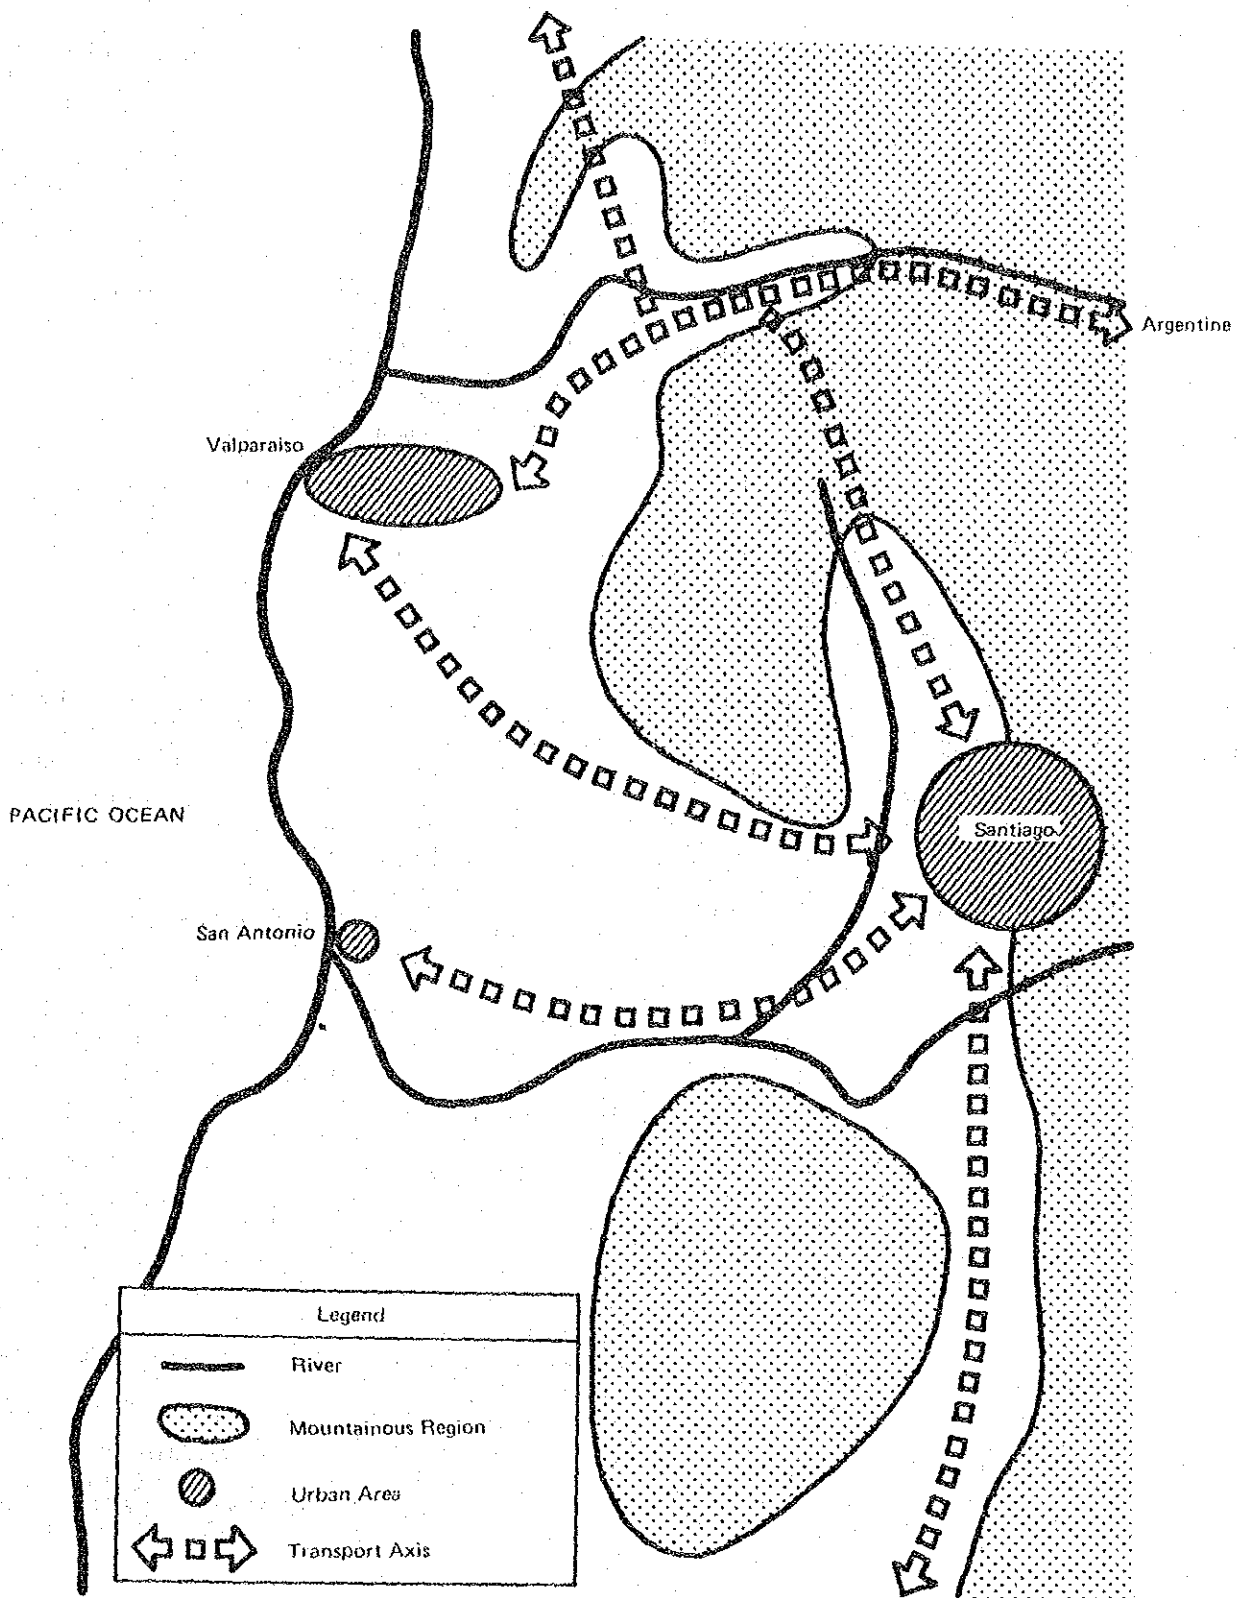 Argentine
Valparaiso
PACIFIC OCEAN
Santiago
San Antonio
Legend
River
Mountainous Region
Urban Area
Transport Axis